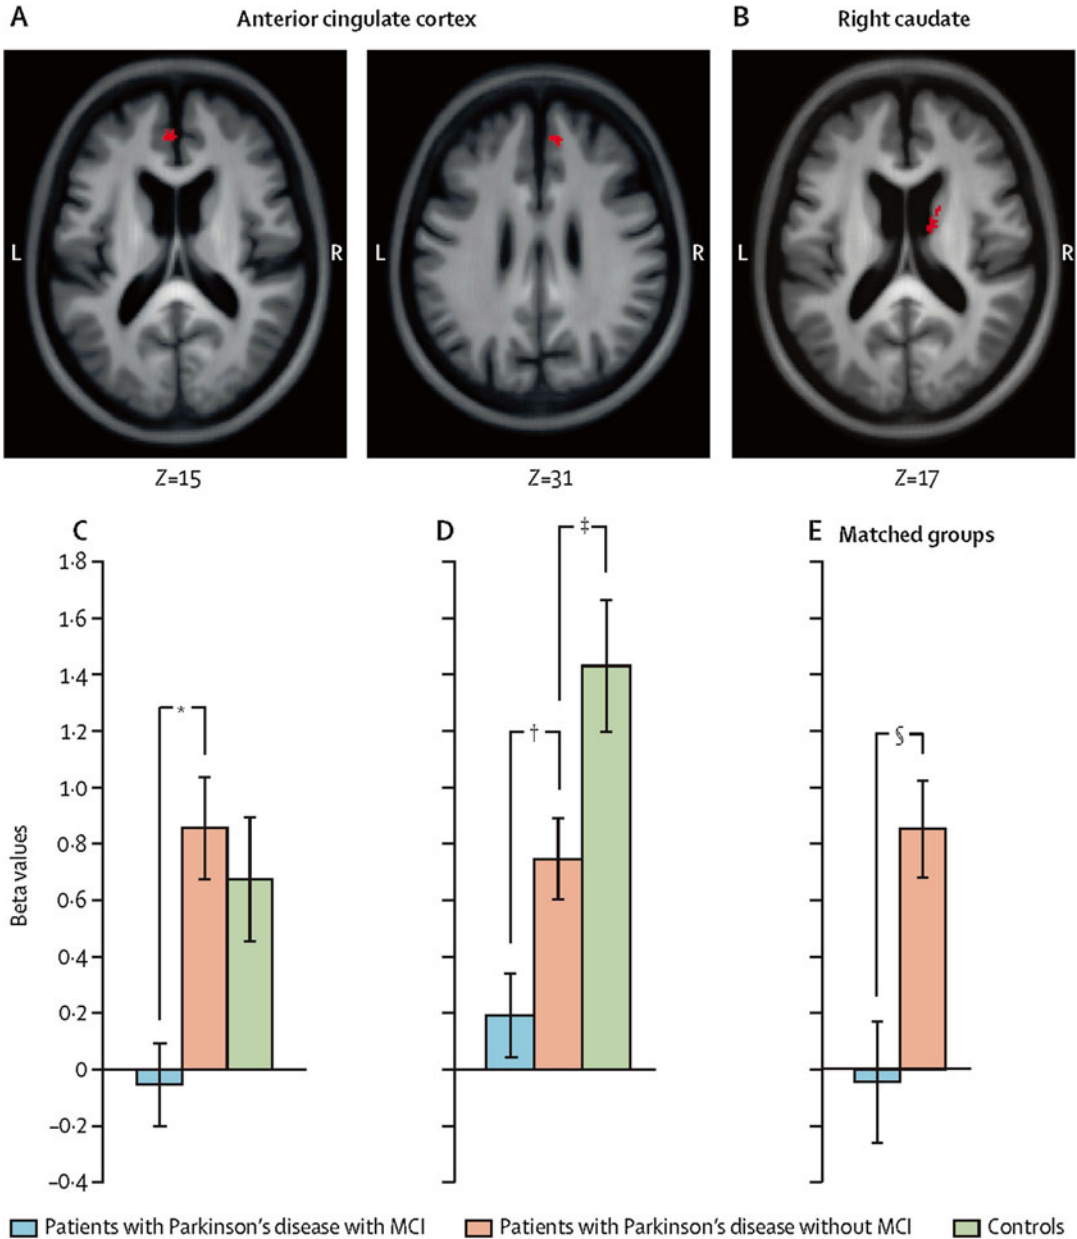 A Anterior cingulate cortex B Right caudate
L R L R L R
Z=15 Z=31 Z=17
C D E Matched groups
‡
1·8
1·6
1·4
1·2
1·0
0·8
0·6
0·4
0·2
0
–0·2
–0·4
* † §
Beta values
Patients with Parkinson's disease with MCI Patients with Parkinson's disease without MCI Controls